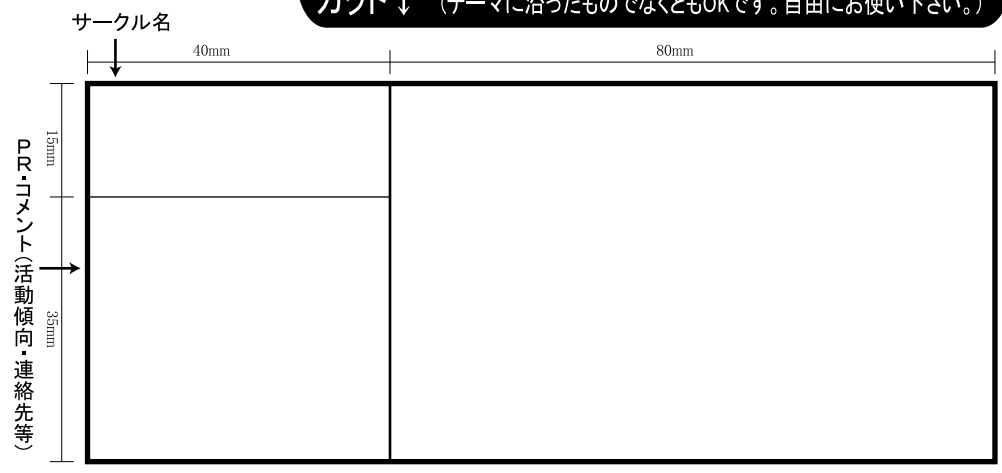 カット↓ (テーマに沿ったものでなくともOKです。自由にお使い下さい。)
サークル名
40mm
80mm
15mm
PR・コメント(活動傾向・連絡先等)
35mm